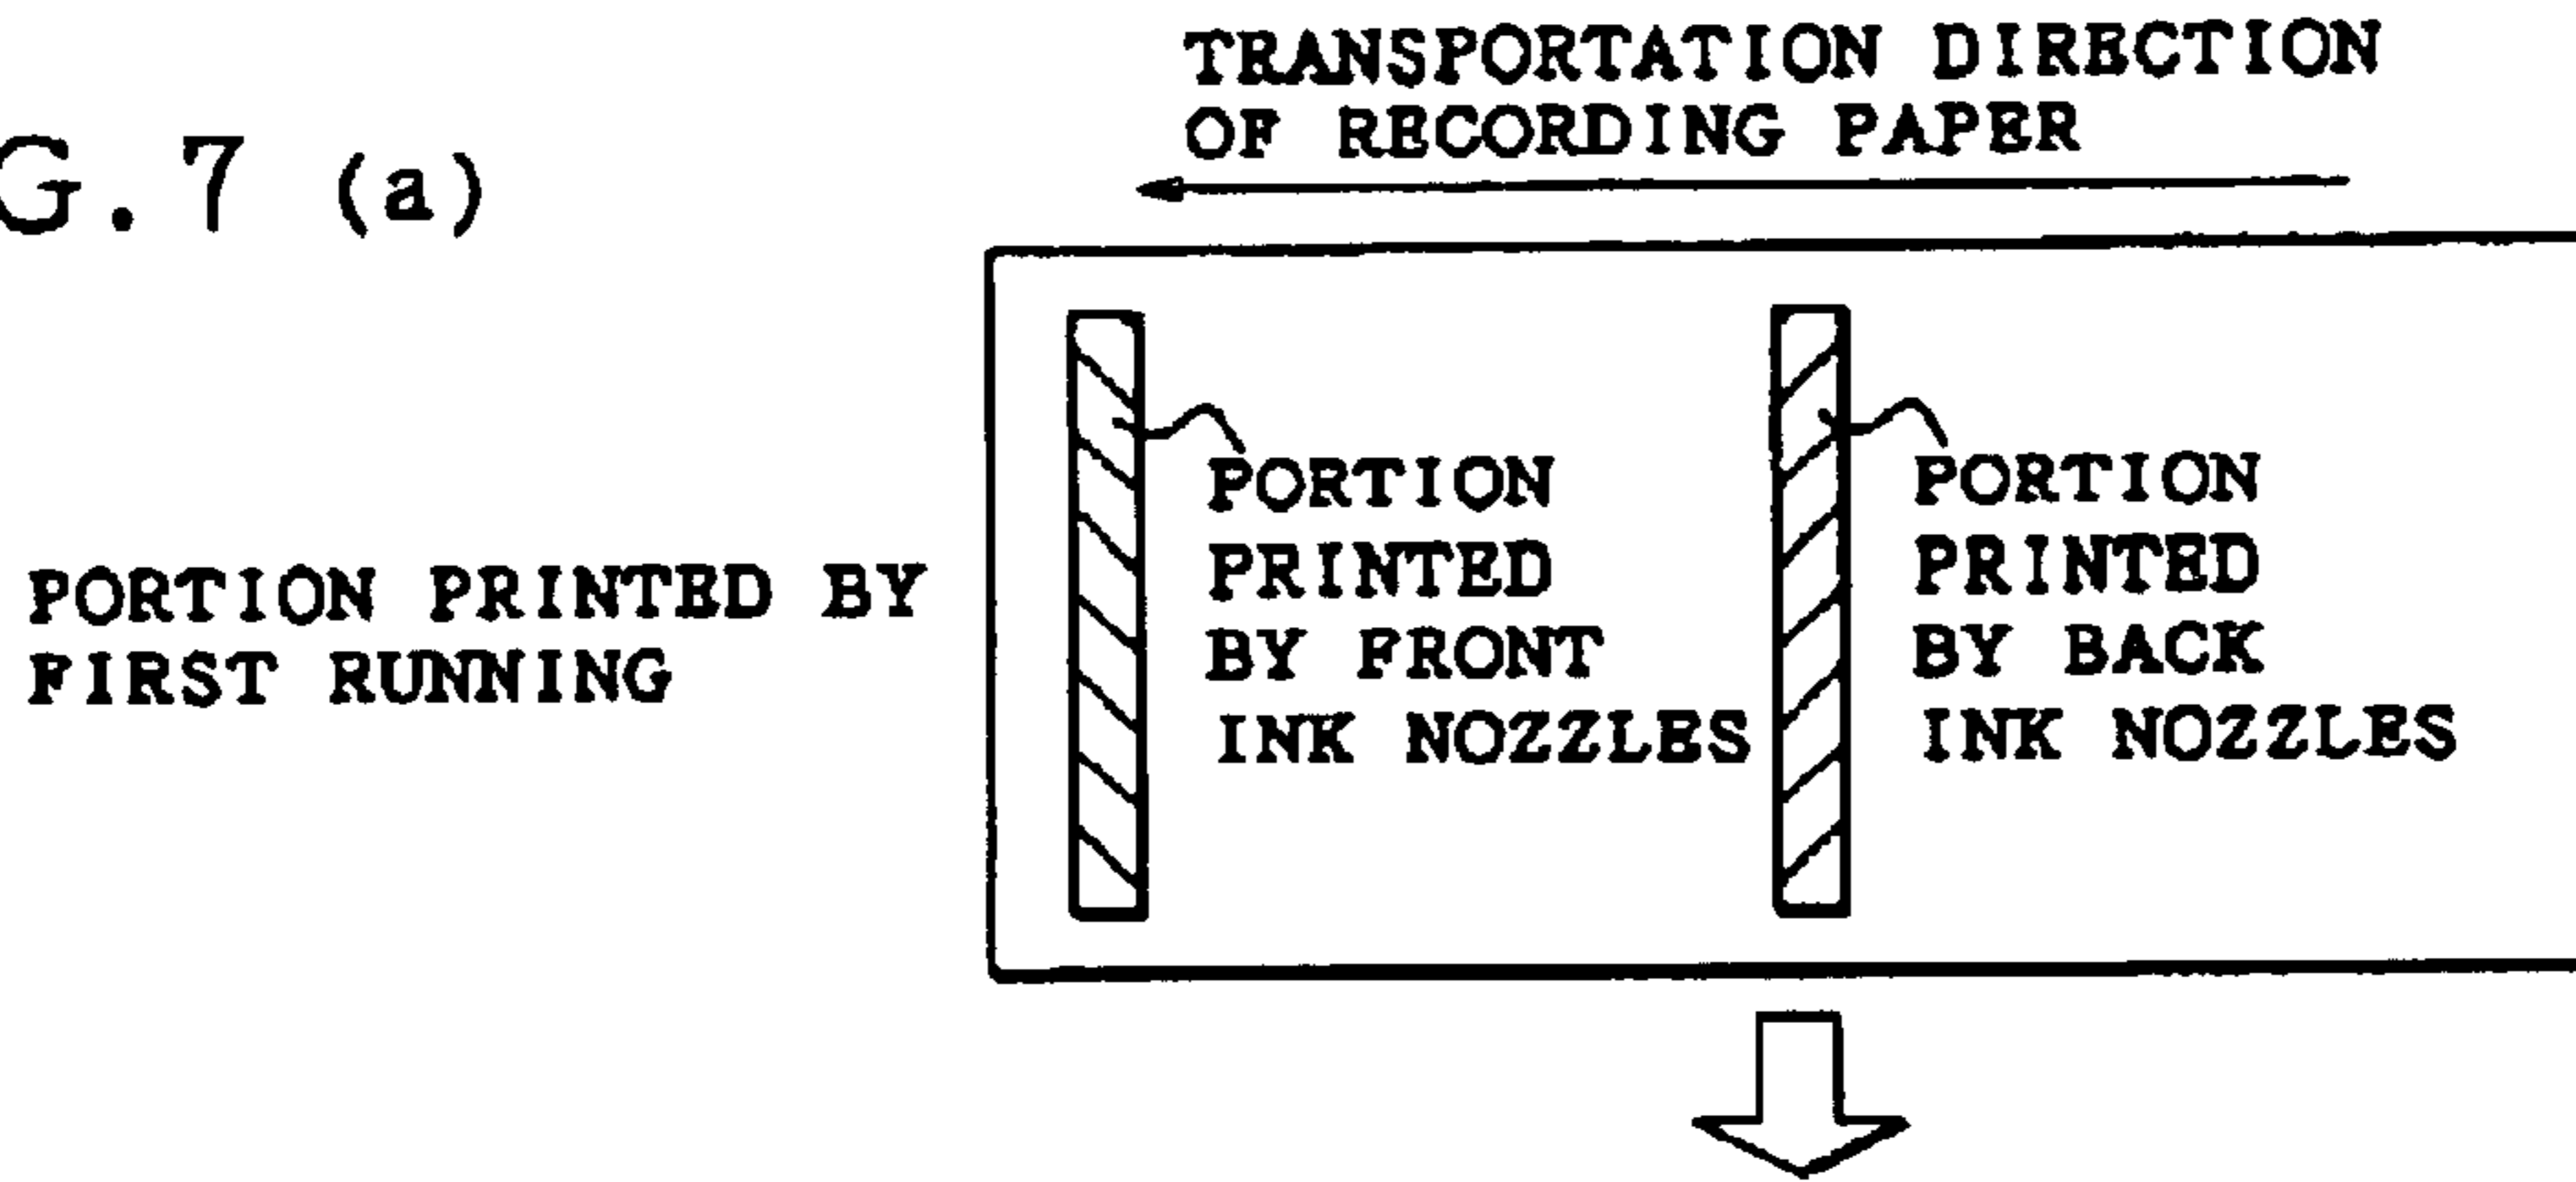 TRANSPORTATION DIRECTION
OF RECORDING PAPER
G.7 (a)
PORTION PRINTED BY
FIRST RUNNING
PORTION
PRINTED
BY FRONT
INK NOZZLES
PORTION
PRINTED
BY BACK
INK NOZZLES